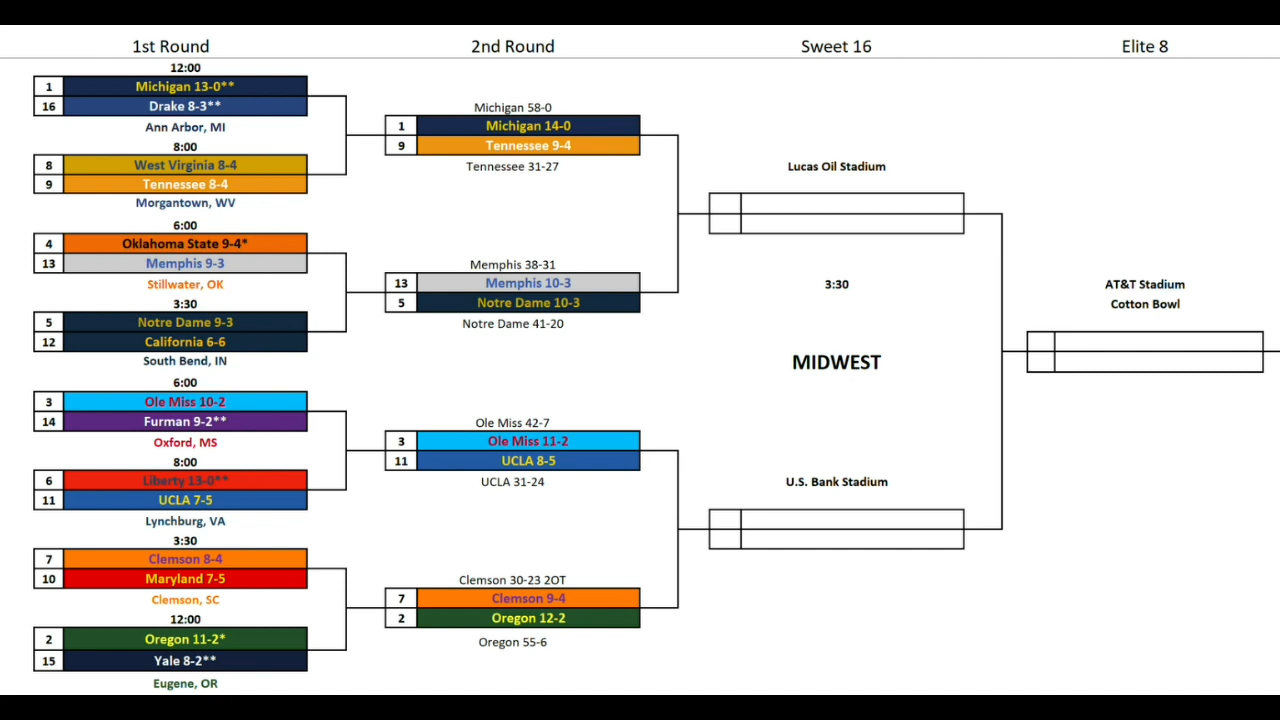 1st Round
2nd Round
Sweet 16
Elite 8
12:00
1 Michigan 13-0**
16 Drake 8-3**
Ann Arbor, MI
8:00
8 West Virginia 8-4
9 Tennessee 8-4
Morgantown, WV
6:00
4 Oklahoma State 9-4*
13 Memphis 9-3
Stillwater, OK
3:30
5 Notre Dame 9-3
12 California 6-6
South Bend, IN
6:00
3 Ole Miss 10-2
14 Furman 9-2**
Oxford, MS
8:00
6 Liberty 13-0**
11 UCLA 7-5
Lynchburg, VA
3:30
7 Clemson 8-4
10 Maryland 7-5
Clemson, SC
12:00
2 Oregon 11-2*
15 Yale 8-2**
Eugene, OR
Michigan 58-0
1 Michigan 14-0
9 Tennessee 9-4
Tennessee 31-27
Memphis 38-31
13 Memphis 10-3
5 Notre Dame 10-3
Notre Dame 41-20
Ole Miss 42-7
3 Ole Miss 11-2
11 UCLA 8-5
UCLA 31-24
Clemson 30-23 2OT
7 Clemson 9-4
2 Oregon 12-2
Oregon 55-6
Lucas Oil Stadium
3:30
MIDWEST
U.S. Bank Stadium
AT&T Stadium
Cotton Bowl